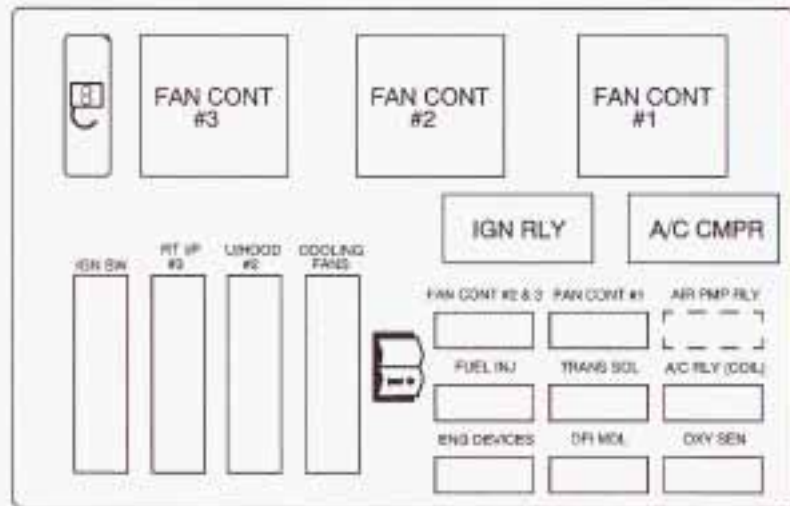 FAN CONT
#3
FAN CONT
#2
FAN CONT
#1
IGN RLY
A/C CMPR
IGN SW
RT I/P
#3
U/HOOD
#2
COOLING
FANS
FAN CONT #2 & 3
FAN CONT #1
AIR PMP RLY
FUEL INJ
TRANS SOL
A/C RLY (COIL)
ENG DEVICES
DFI MDL
OXY SEN